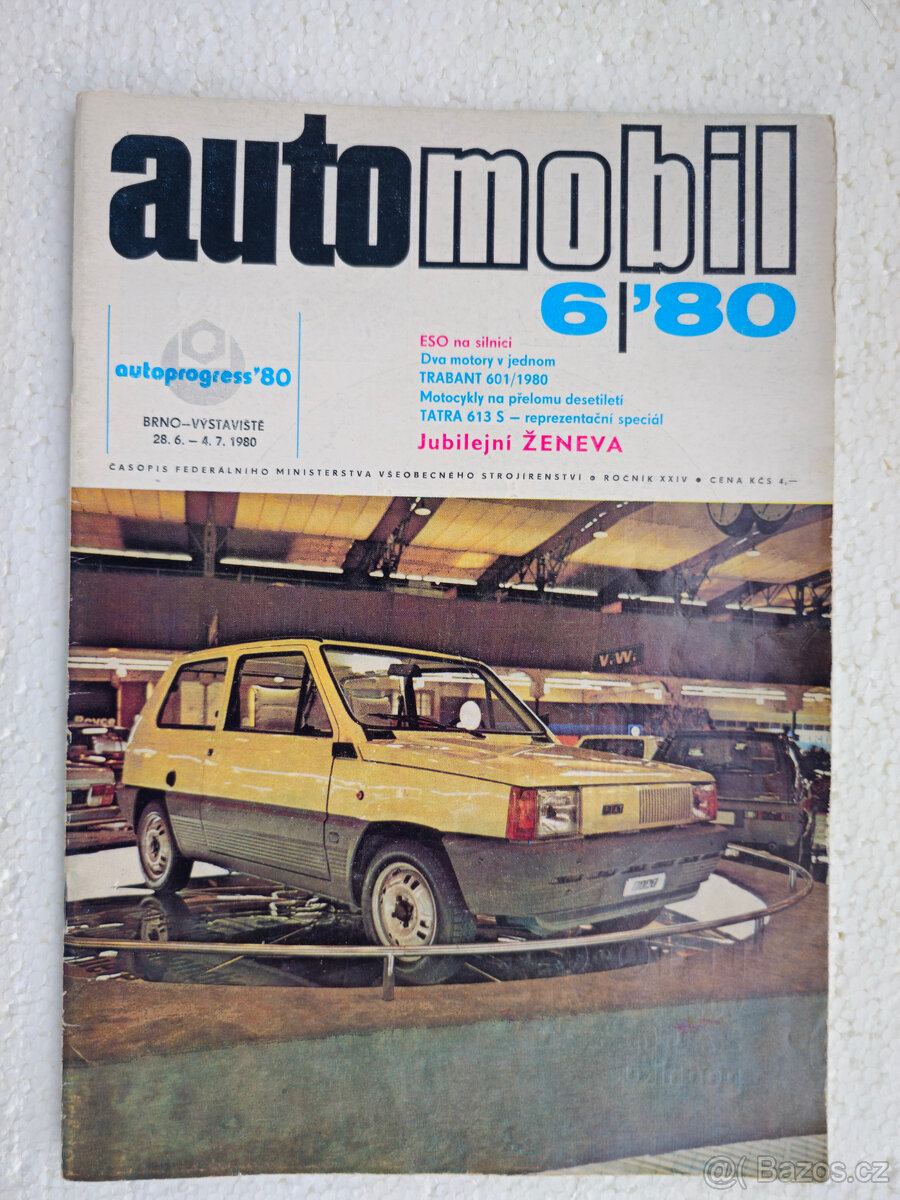 automobil
6/'80
autoprogress'80
BRNO–VÝSTAVIŠTĚ
28. 6. – 4. 7. 1980
ESO na silnici
Dva motory v jednom
TRABANT 601/1980
Motocykly na přelomu desetiletí
TATRA 613 S – reprezentační speciál
Jubilejní ŽENEVA
ČASOPIS FEDERÁLNÍHO MINISTERSTVA VŠEOBECNÉHO STROJÍRENSTVÍ ● ROČNÍK XXIV ● CENA KČS 4,—
V.W.
Royce
FIAT
@( Bazos.cz